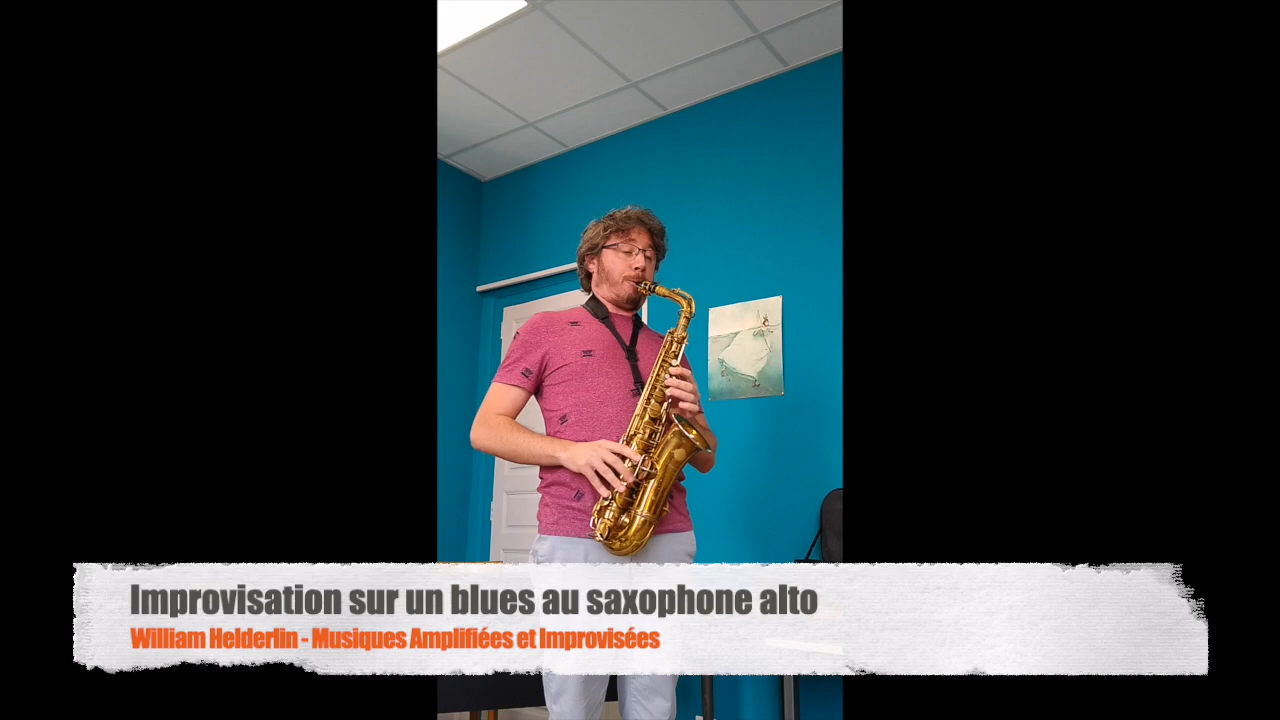 Improvisation sur un blues au saxophone alto
William Helderlin - Musiques Amplifiées et Improvisées